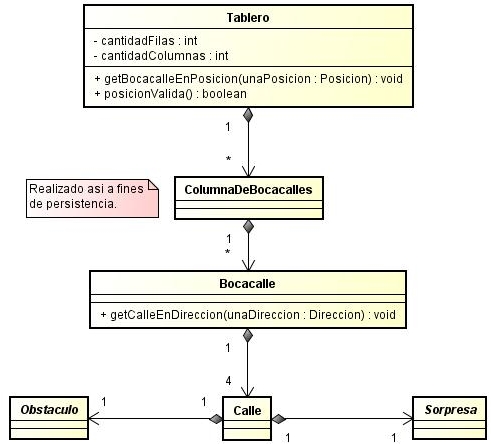 Tablero
- cantidadFilas : int
- cantidadColumnas : int
+ getBocacalleEnPosicion(unaPosicion : Posicion) : void
+ posicionValida() : boolean
1
*
Realizado asi a fines
de persistencia.
ColumnaDeBocacalles
1
*
Bocacalle
+ getCalleEnDireccion(unaDireccion : Direccion) : void
1
4
Obstaculo
1
1
Calle
1
1
Sorpresa